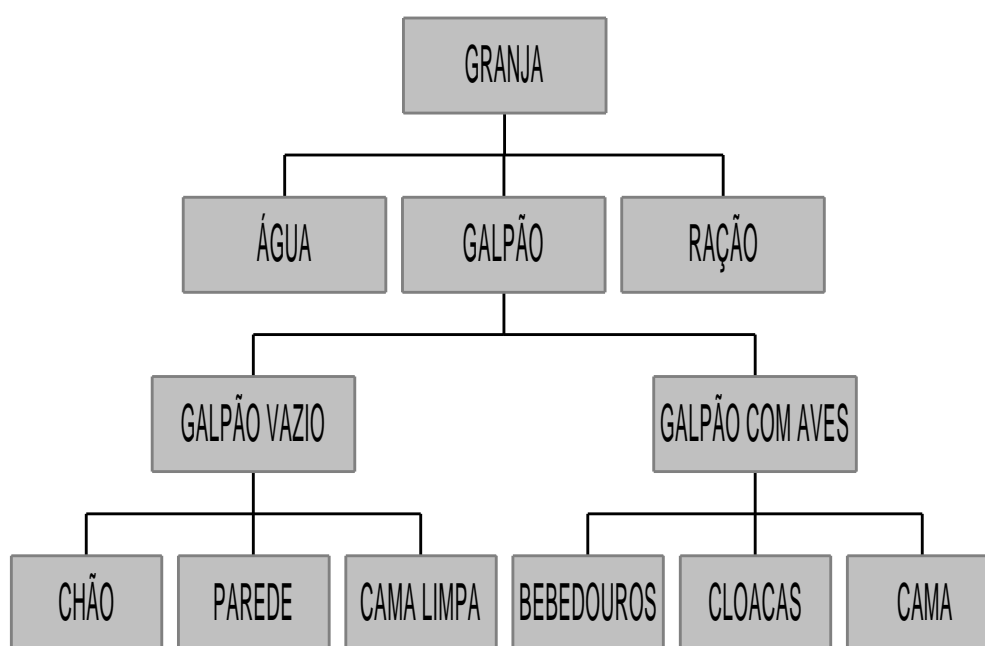 GRANJA
ÁGUA
GALPÃO
RAÇÃO
GALPÃO VAZIO
GALPÃO COM AVES
CHÃO
PAREDE
CAMA LIMPA
BEBEDOUROS
CLOACAS
CAMA